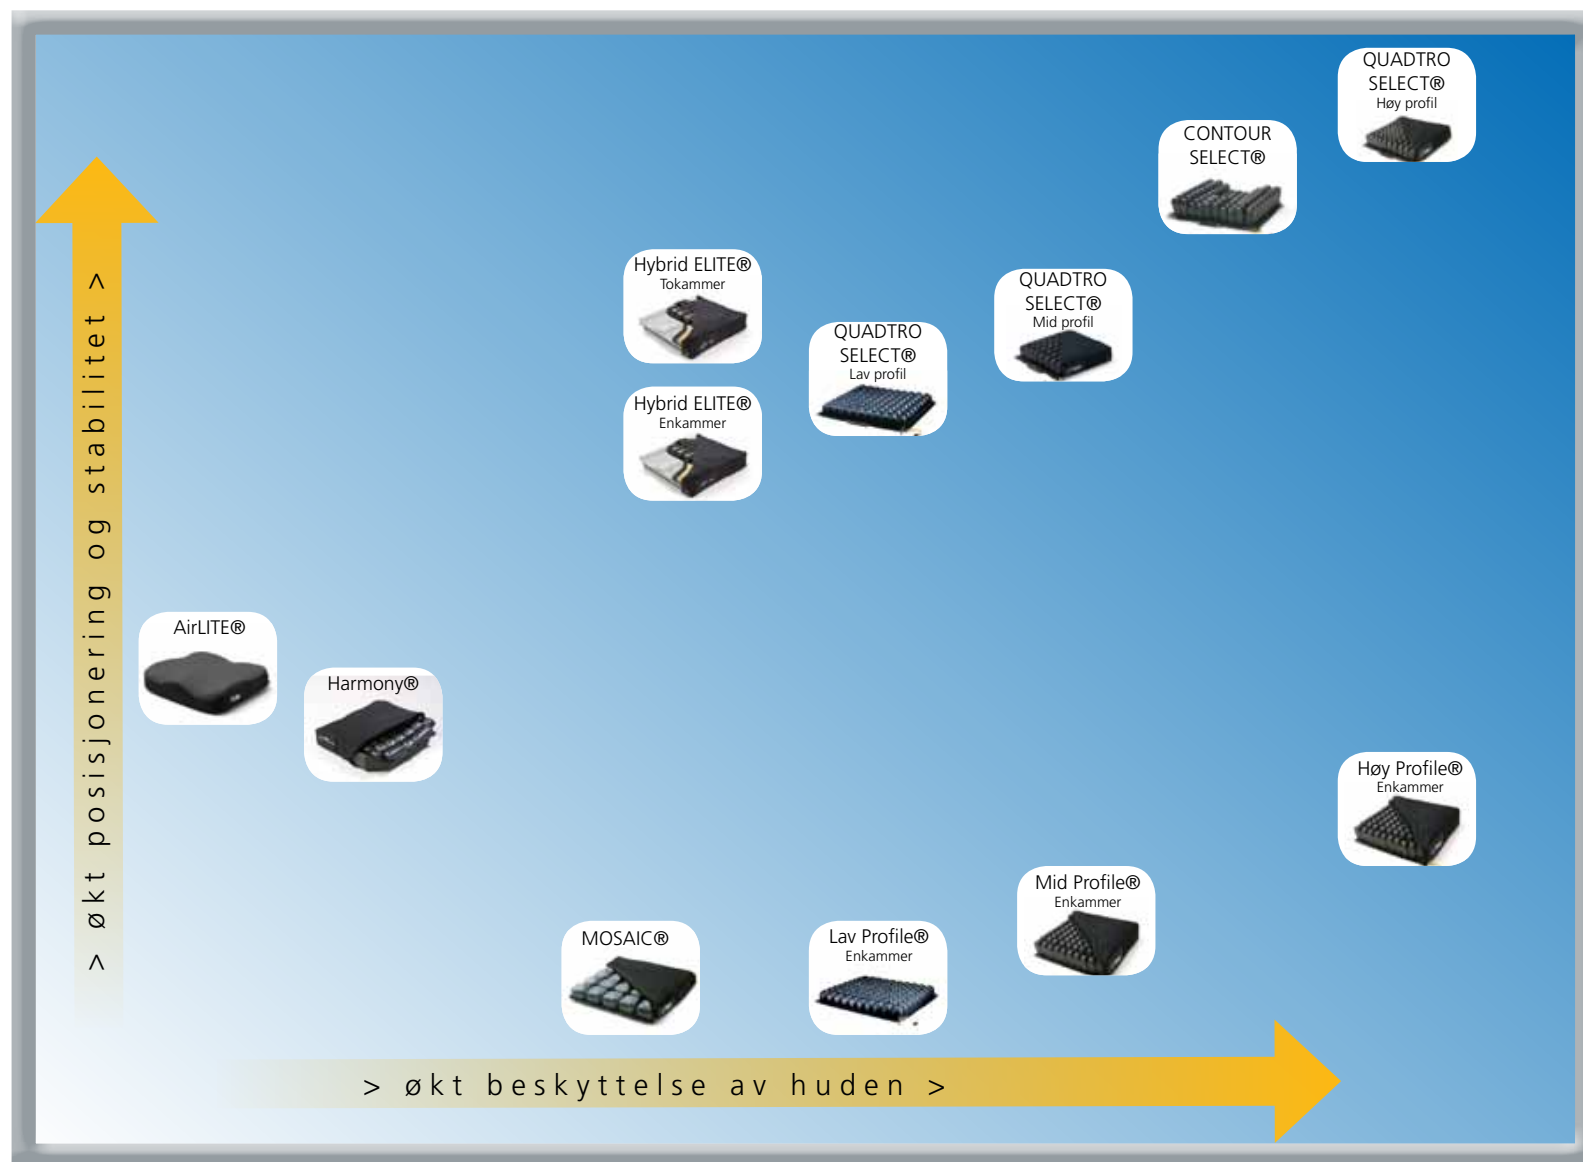 QUADTRO
SELECT®
Høy profil
CONTOUR
SELECT®
Hybrid ELITE®
Tokammer
QUADTRO
SELECT®
Mid profil
QUADTRO
SELECT®
Lav profil
Hybrid ELITE®
Enkammer
> økt posisjonering og stabilitet >
AirLITE®
Harmony®
Høy Profile®
Enkammer
Mid Profile®
Enkammer
MOSAIC®
Lav Profile®
Enkammer
> økt beskyttelse av huden >